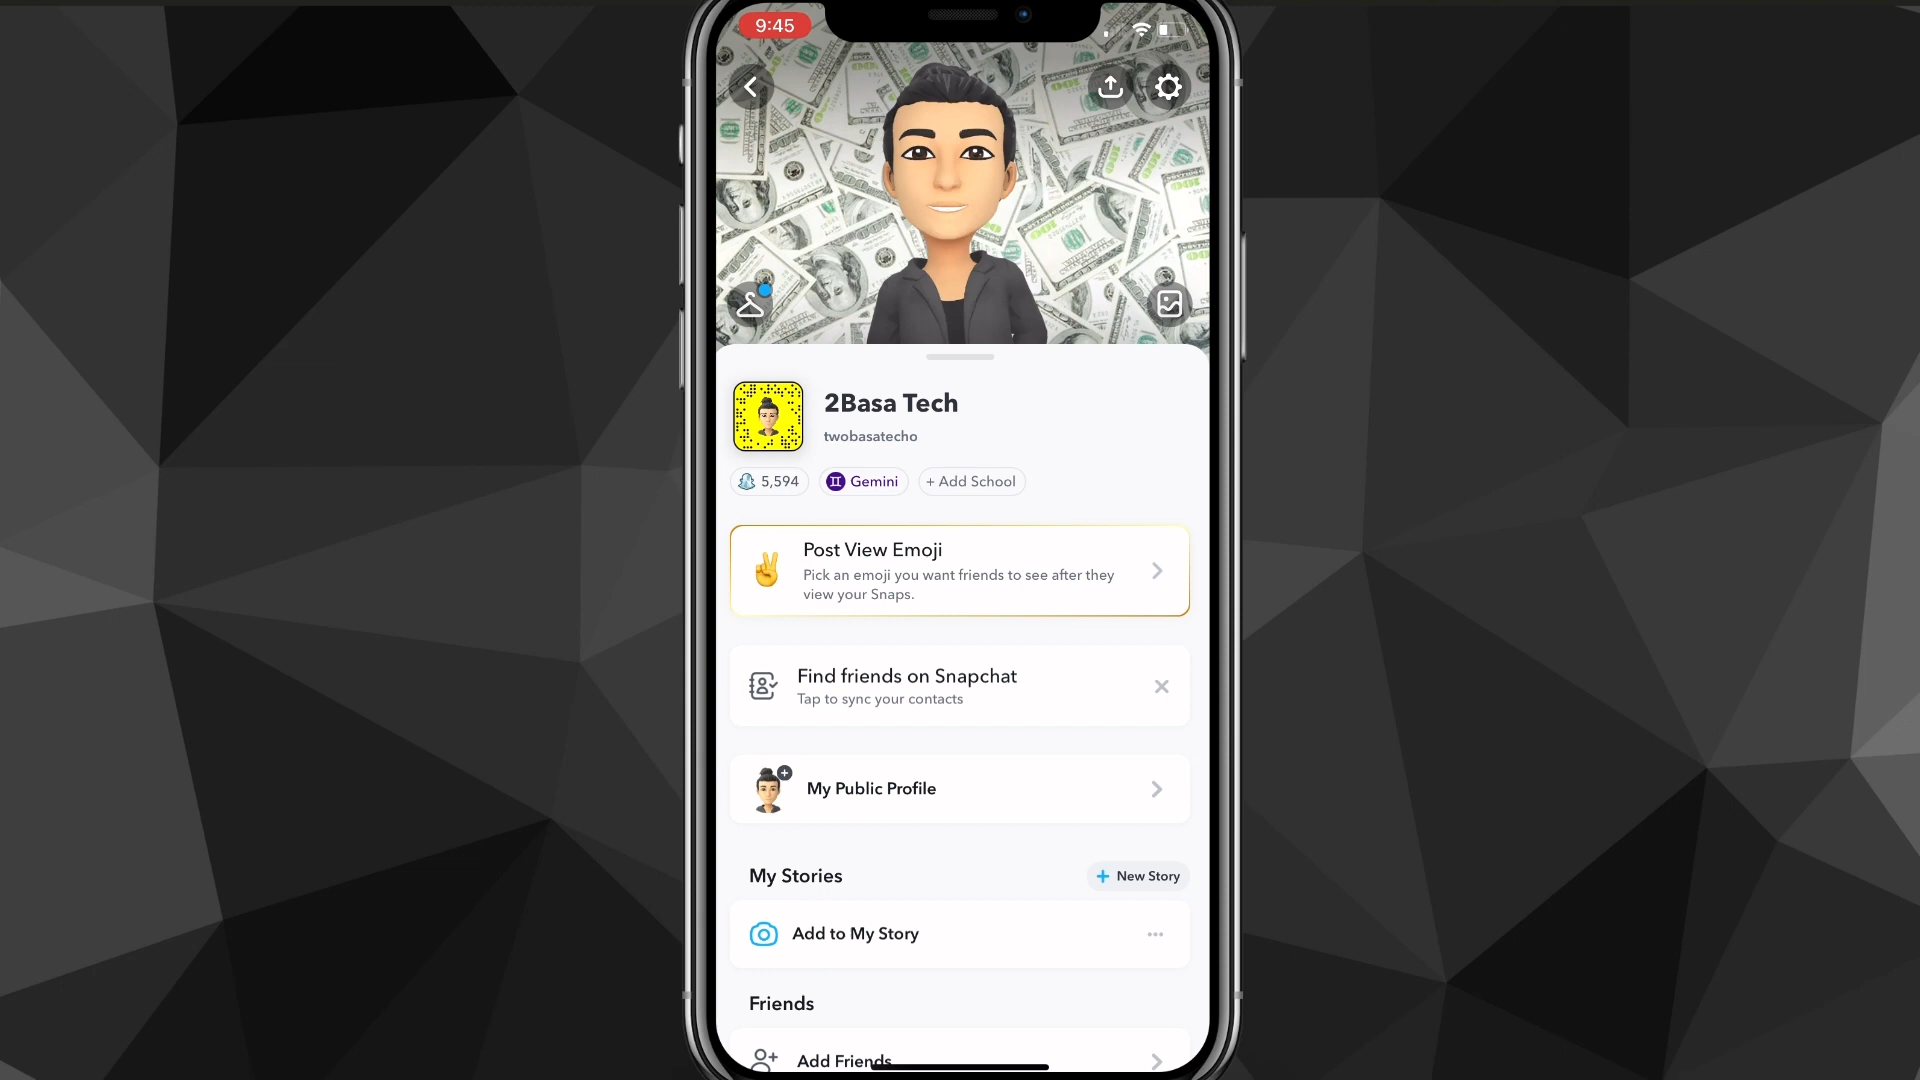 9:45
2Basa Tech
twobasatecho
5,594
Gemini
+ Add School
Post View Emoji
Pick an emoji you want friends to see after they
view your Snaps.
Find friends on Snapchat
Tap to sync your contacts
My Public Profile
My Stories
+ New Story
Add to My Story
Friends
Add Friends